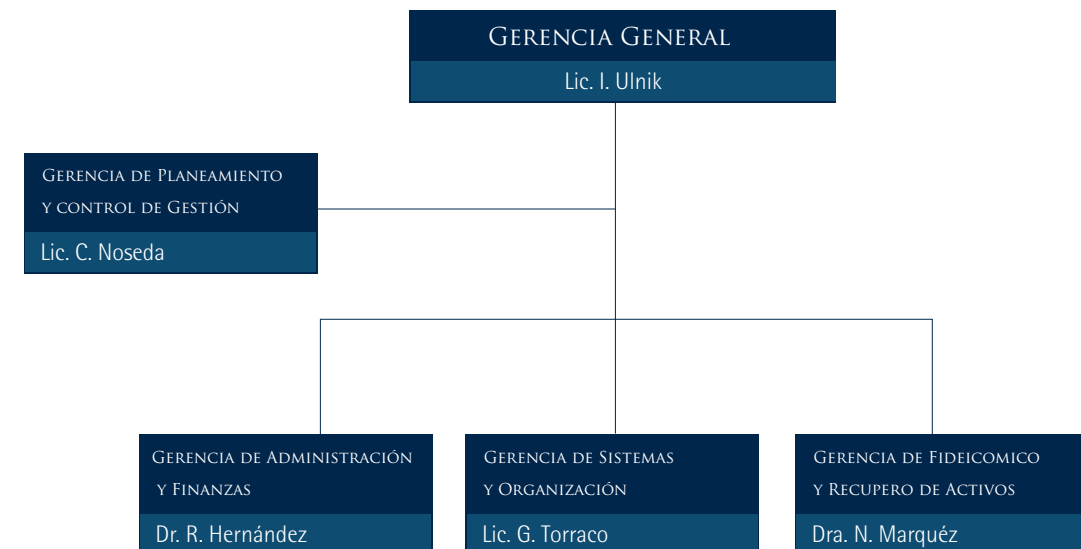 Gerencia General
Lic. I. Ulnik
Gerencia de Planeamiento
y control de Gestión
Lic. C. Noseda
Gerencia de Administración
y Finanzas
Dr. R. Hernández
Gerencia de Sistemas
y Organización
Lic. G. Torraco
Gerencia de Fideicomico
y Recupero de Activos
Dra. N. Marquéz